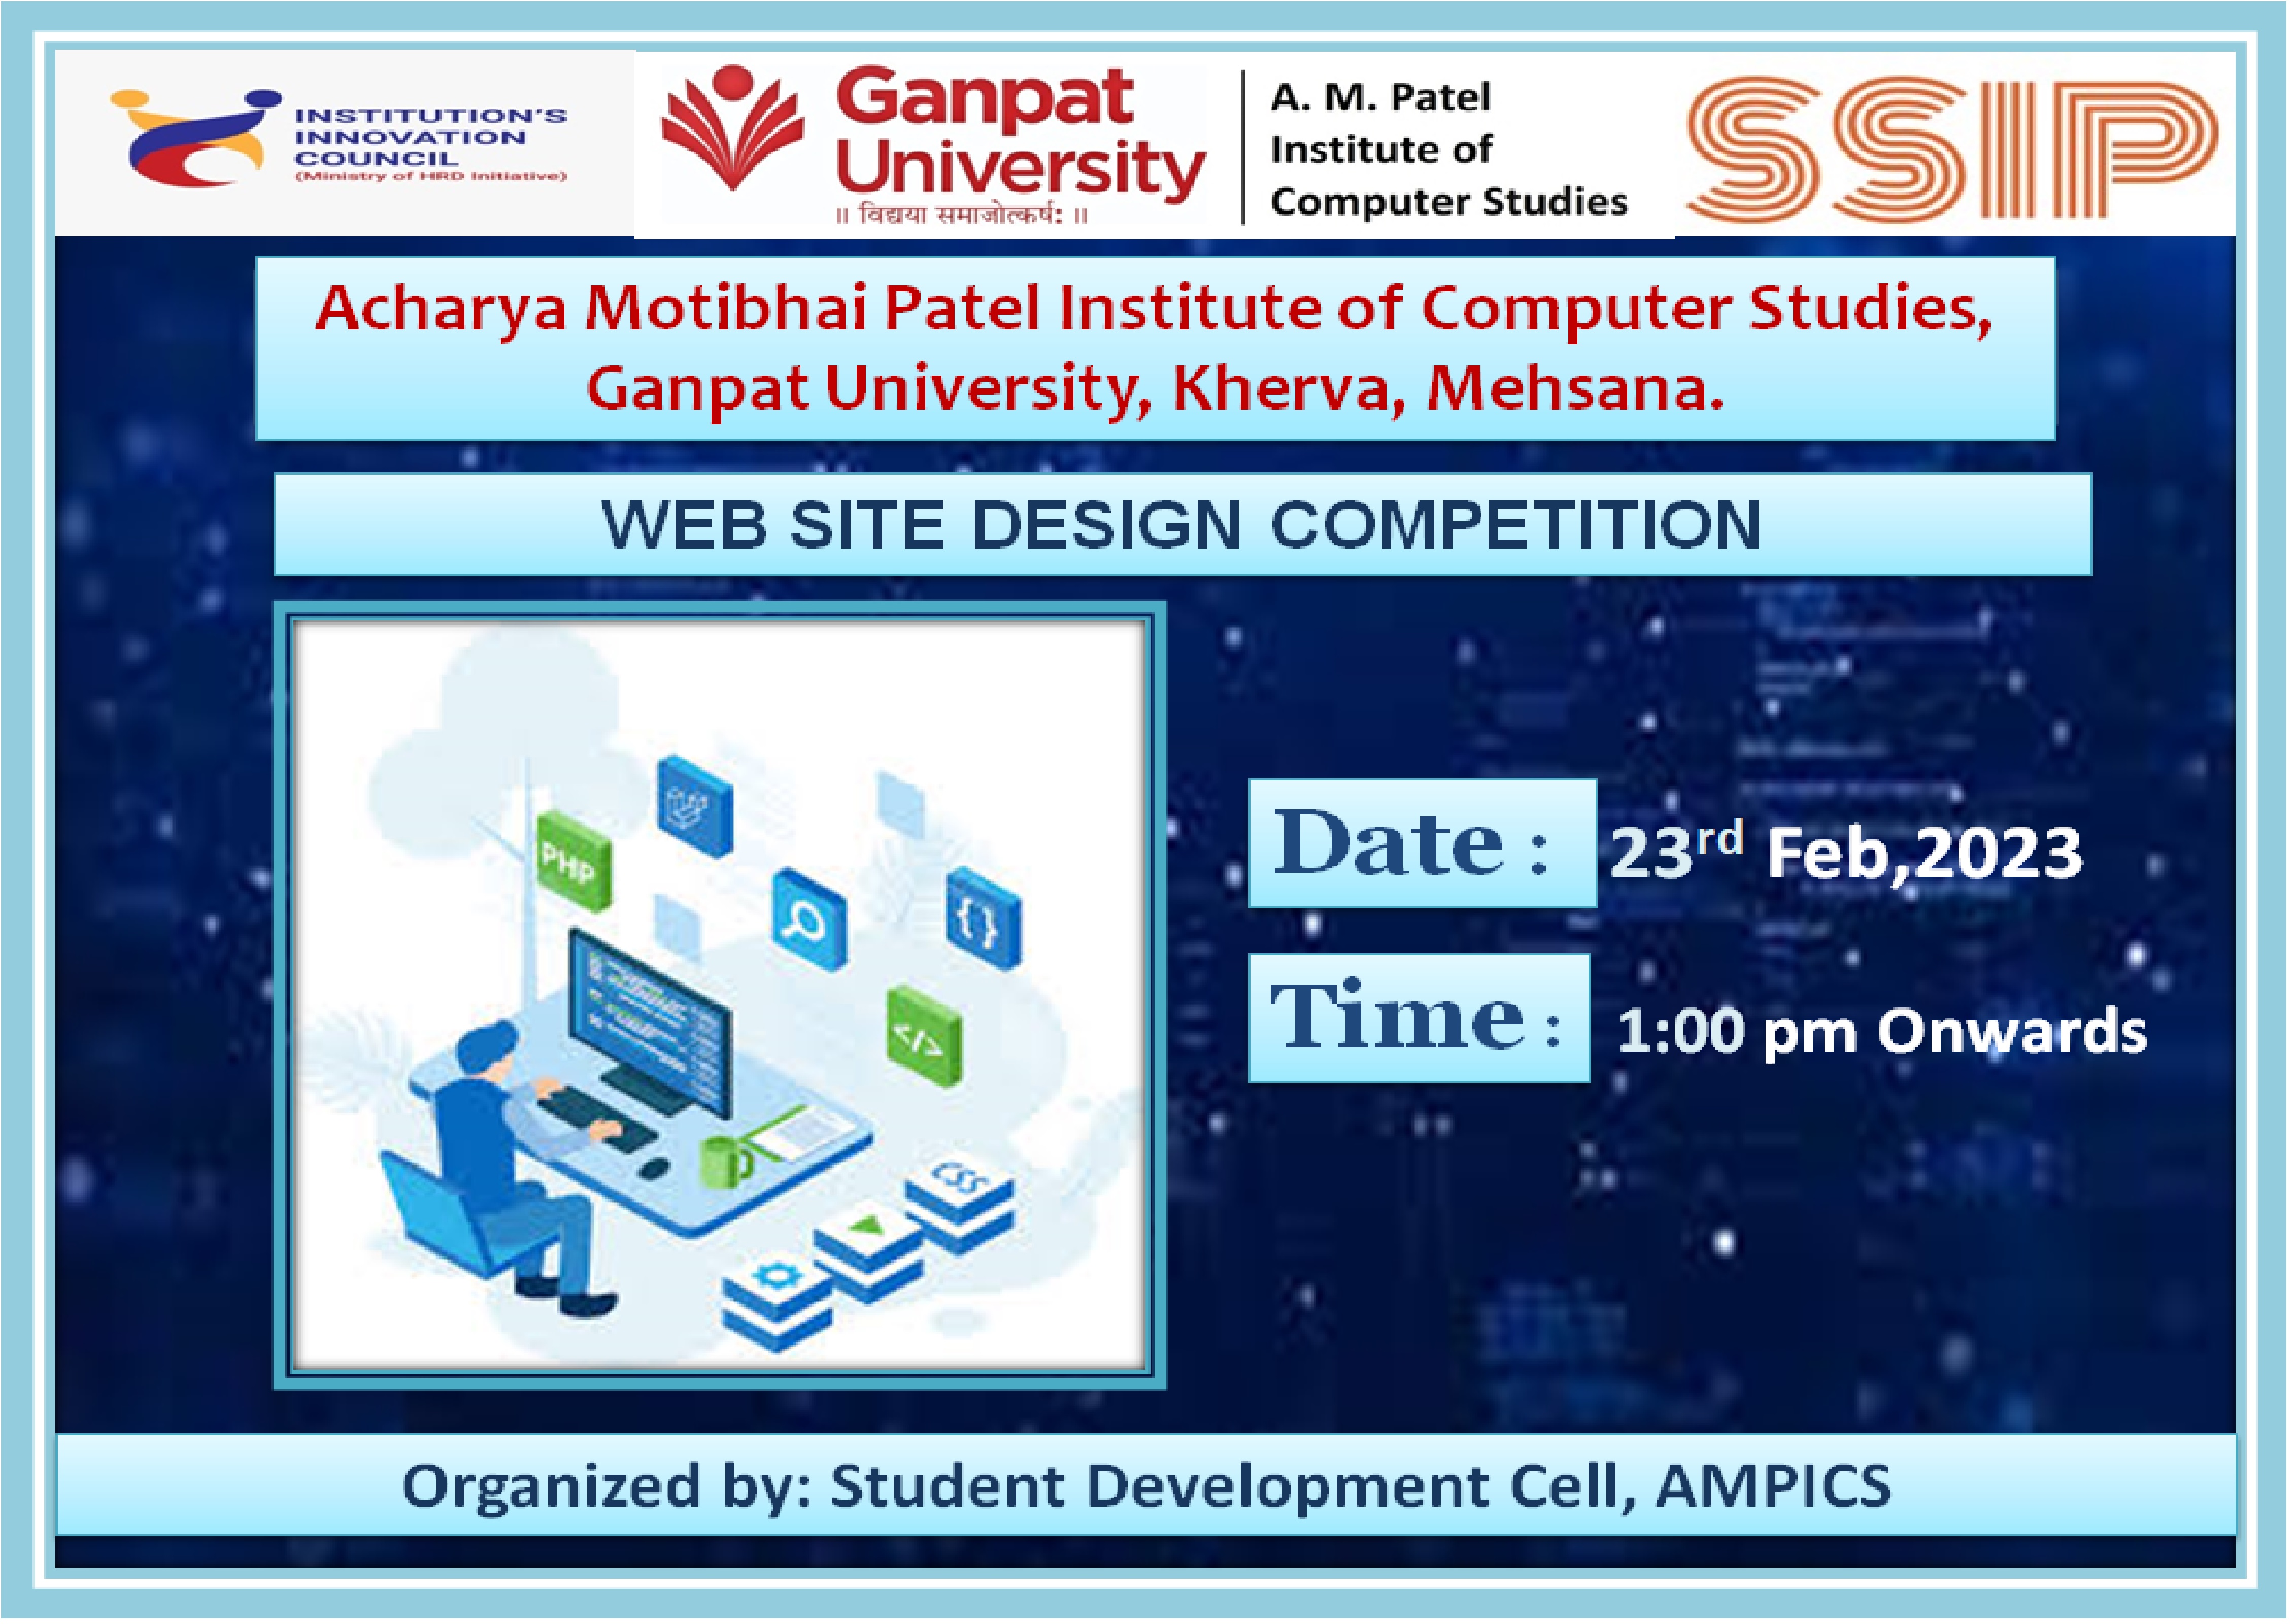 INSTITUTION'S
INNOVATION
COUNCIL
(Ministry of HRD Initiative)
Ganpat
University
॥ विद्यया समाजोत्कर्ष: ॥
A. M. Patel
Institute of
Computer Studies
SSIP
Acharya Motibhai Patel Institute of Computer Studies,
Ganpat University, Kherva, Mehsana.
WEB SITE DESIGN COMPETITION
PHP
{}
</>
CSS
Date : 23rd Feb,2023
Time : 1:00 pm Onwards
Organized by: Student Development Cell, AMPICS